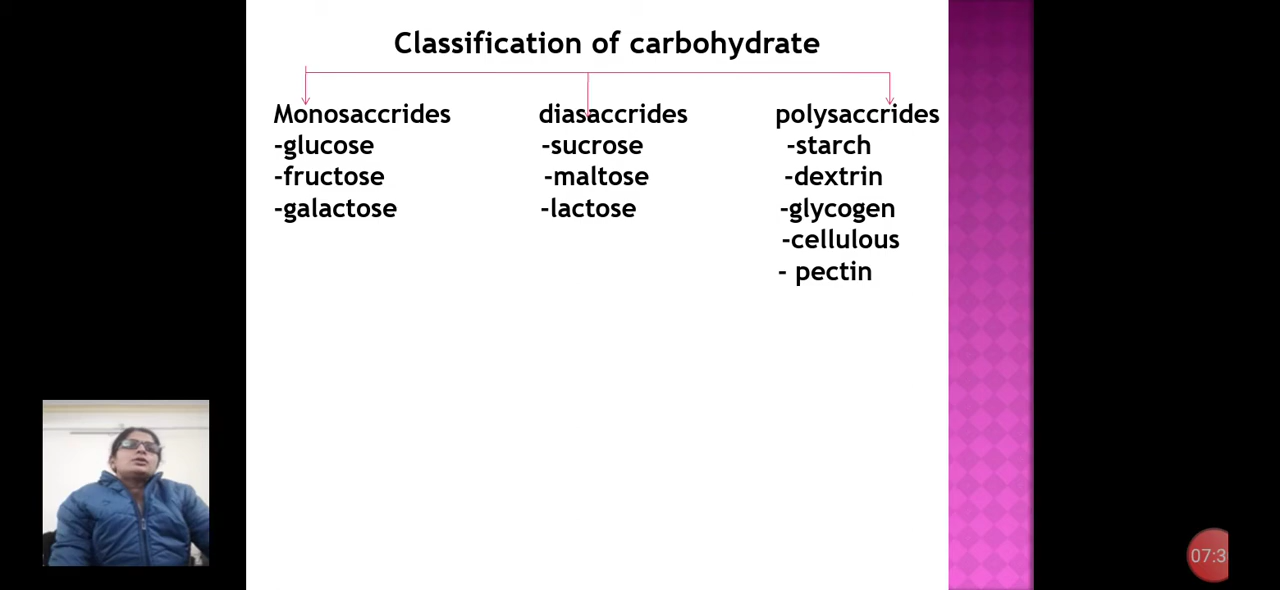 Classification of carbohydrate
Monosaccrides
-glucose
-fructose
-galactose
diasaccrides
-sucrose
-maltose
-lactose
polysaccrides
-starch
-dextrin
-glycogen
-cellulous
- pectin
07:3